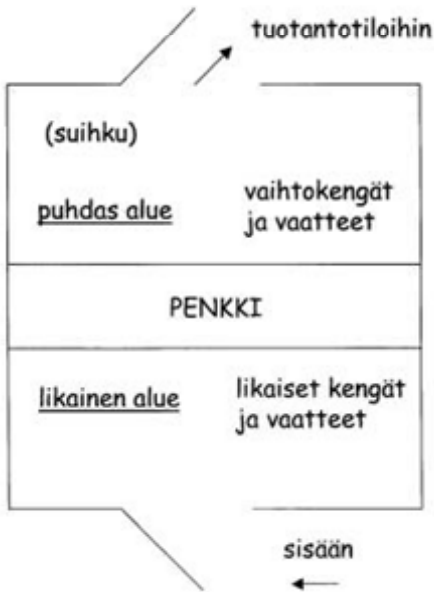 tuotantotiloihin
(suihku)
puhdas alue
vaihtokengät
ja vaatteet
PENKKI
likainen alue
likaiset kengät
ja vaatteet
sisään